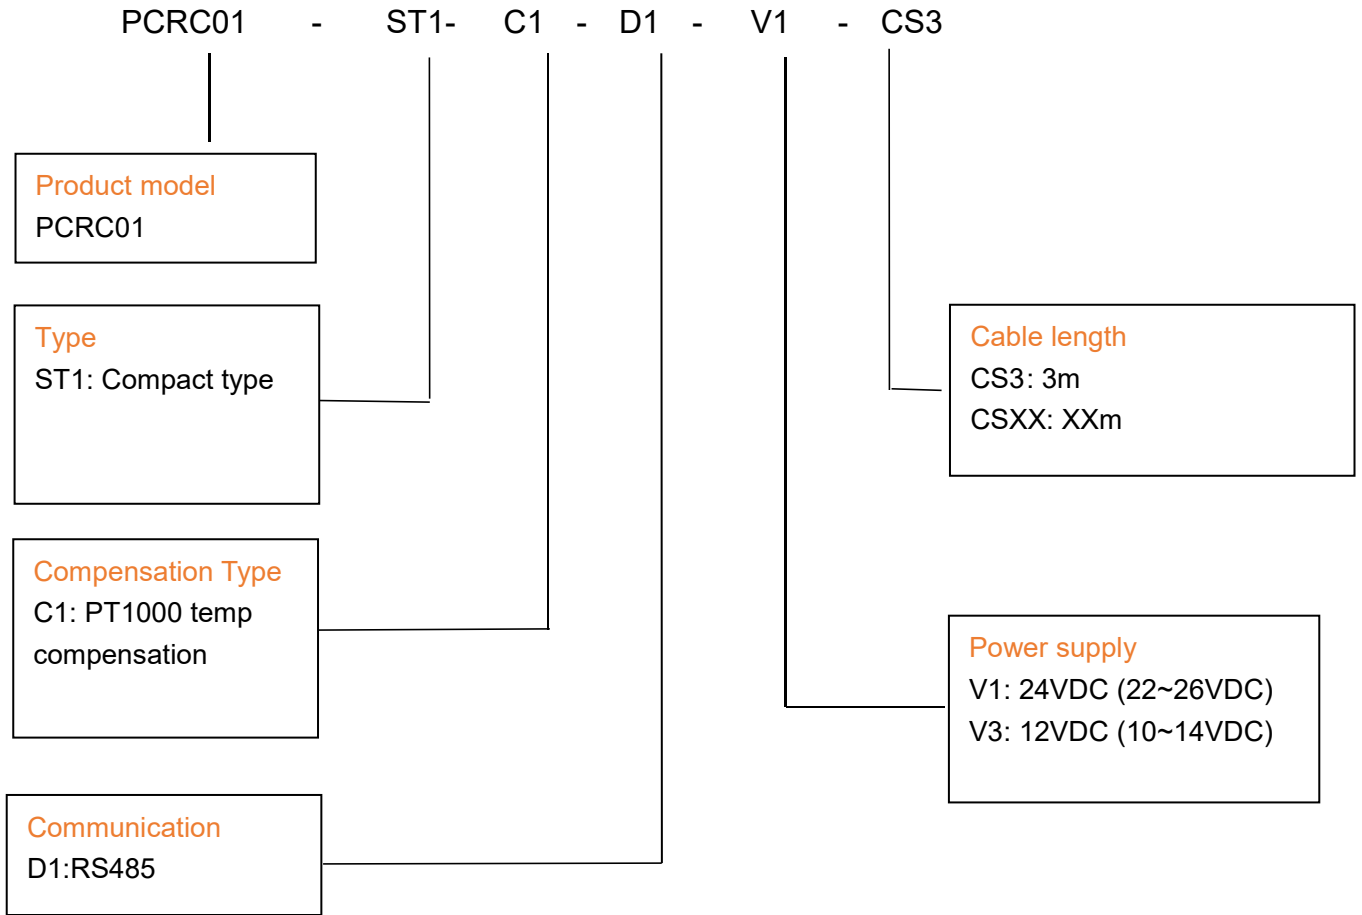 PCRC01 - ST1- C1 - D1 - V1 - CS3
Product model
PCRC01
Type
ST1: Compact type
Compensation Type
C1: PT1000 temp
compensation
Communication
D1:RS485
Cable length
CS3: 3m
CSXX: XXm
Power supply
V1: 24VDC (22~26VDC)
V3: 12VDC (10~14VDC)